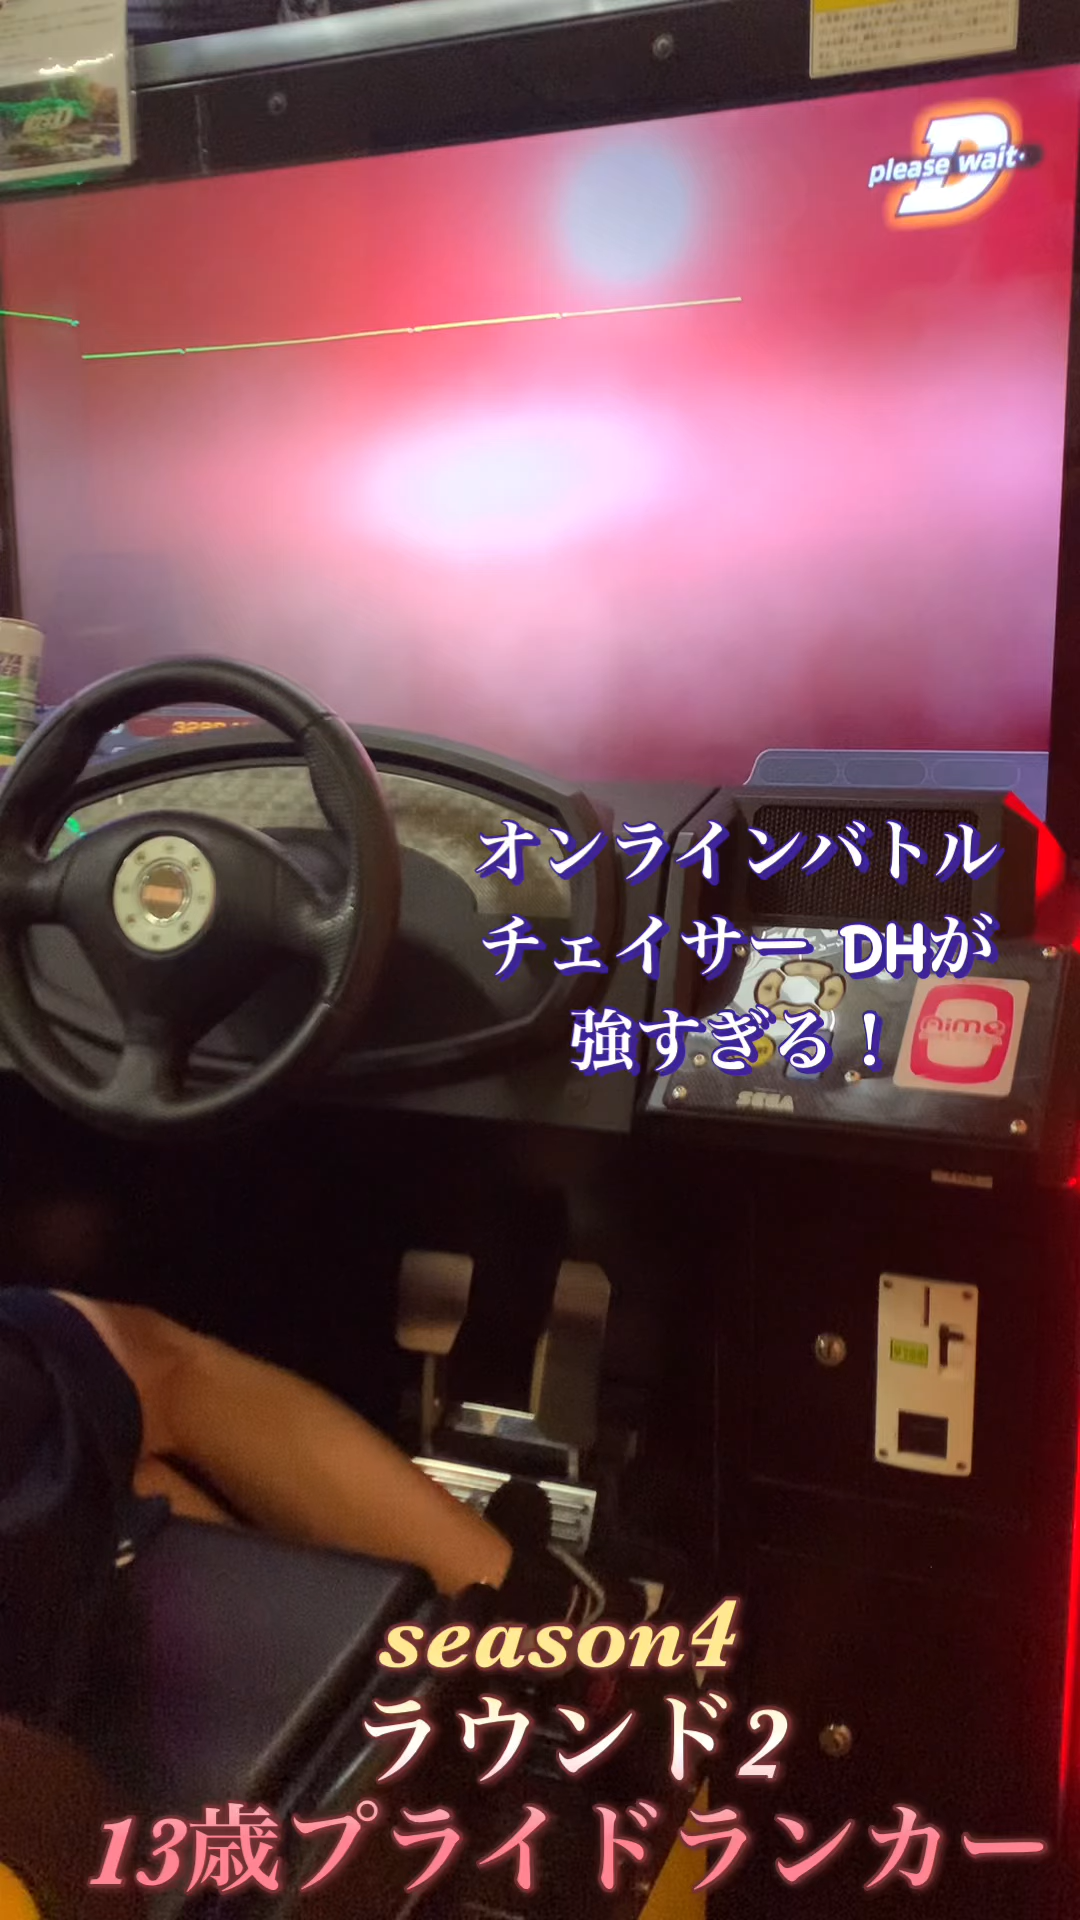 please wait
オンラインバトル
チェイサー DHが
強すぎる！
aime
SEGA
season4
ラウンド2
13歳プライドランカー